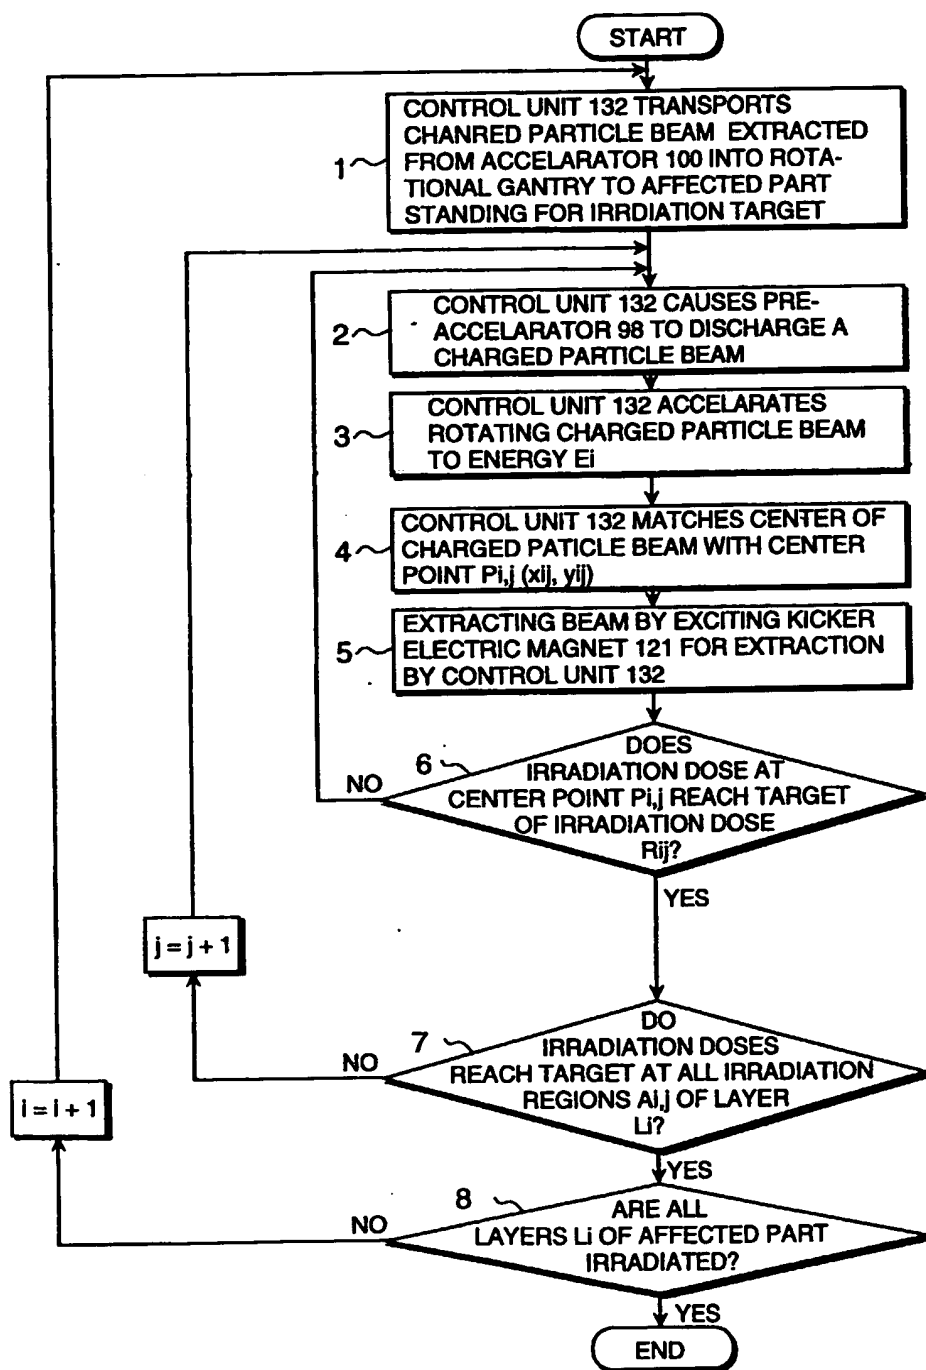 START
CONTROL UNIT 132 TRANSPORTS
CHANRED PARTICLE BEAM EXTRACTED
FROM ACCELARATOR 100 INTO ROTA-
TIONAL GANTRY TO AFFECTED PART
STANDING FOR IRRDIATION TARGET
1
CONTROL UNIT 132 CAUSES PRE-
ACCELARATOR 98 TO DISCHARGE A
CHARGED PARTICLE BEAM
2
CONTROL UNIT 132 ACCELARATES
ROTATING CHARGED PARTICLE BEAM
TO ENERGY Ei
3
CONTROL UNIT 132 MATCHES CENTER OF
CHARGED PATICLE BEAM WITH CENTER
POINT Pi,j (xij, yij)
4
EXTRACTING BEAM BY EXCITING KICKER
ELECTRIC MAGNET 121 FOR EXTRACTION
BY CONTROL UNIT 132
5
DOES
IRRADIATION DOSE AT
CENTER POINT Pi,j REACH TARGET
OF IRRADIATION DOSE
Rij?
6
NO
YES
j = j + 1
DO
IRRADIATION DOSES
REACH TARGET AT ALL IRRADIATION
REGIONS Ai,j OF LAYER
Li?
7
NO
YES
i = i + 1
ARE ALL
LAYERS Li OF AFFECTED PART
IRRADIATED?
8
NO
YES
END